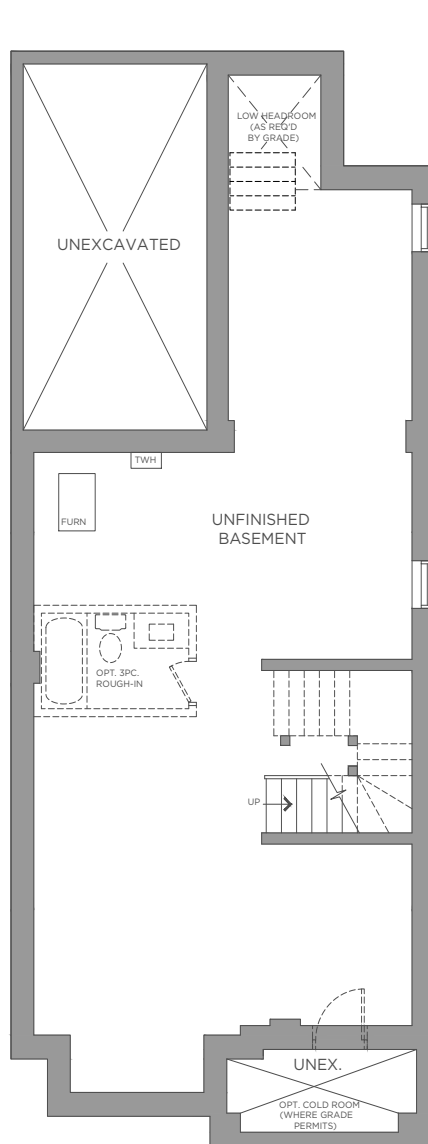 LOW HEADROOM
(AS REQ'D
BY GRADE)
UNEXCAVATED
TWH
FURN
UNFINISHED
BASEMENT
OPT. 3PC.
ROUGH-IN
UP
UNEX.
OPT. COLD ROOM
(WHERE GRADE
PERMITS)